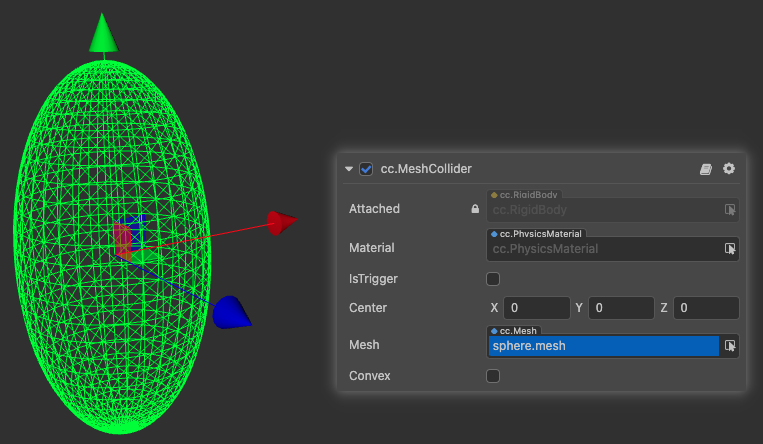 cc.MeshCollider
cc.RigidBody
Attached cc.RigidBody
cc.PhysicsMaterial
Material cc.PhysicsMaterial
IsTrigger
Center X 0 Y 0 Z 0
cc.Mesh
Mesh sphere.mesh
Convex